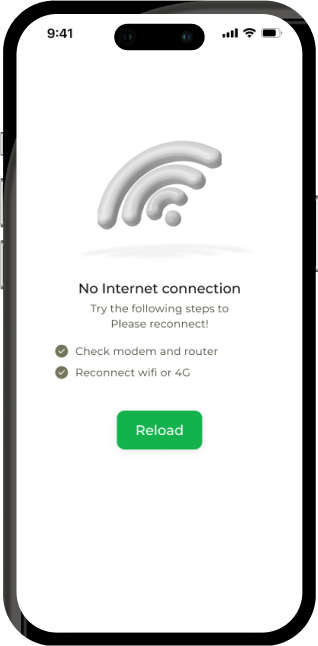 9:41
No Internet connection
Try the following steps to
Please reconnect!
Check modem and router
Reconnect wifi or 4G
Reload